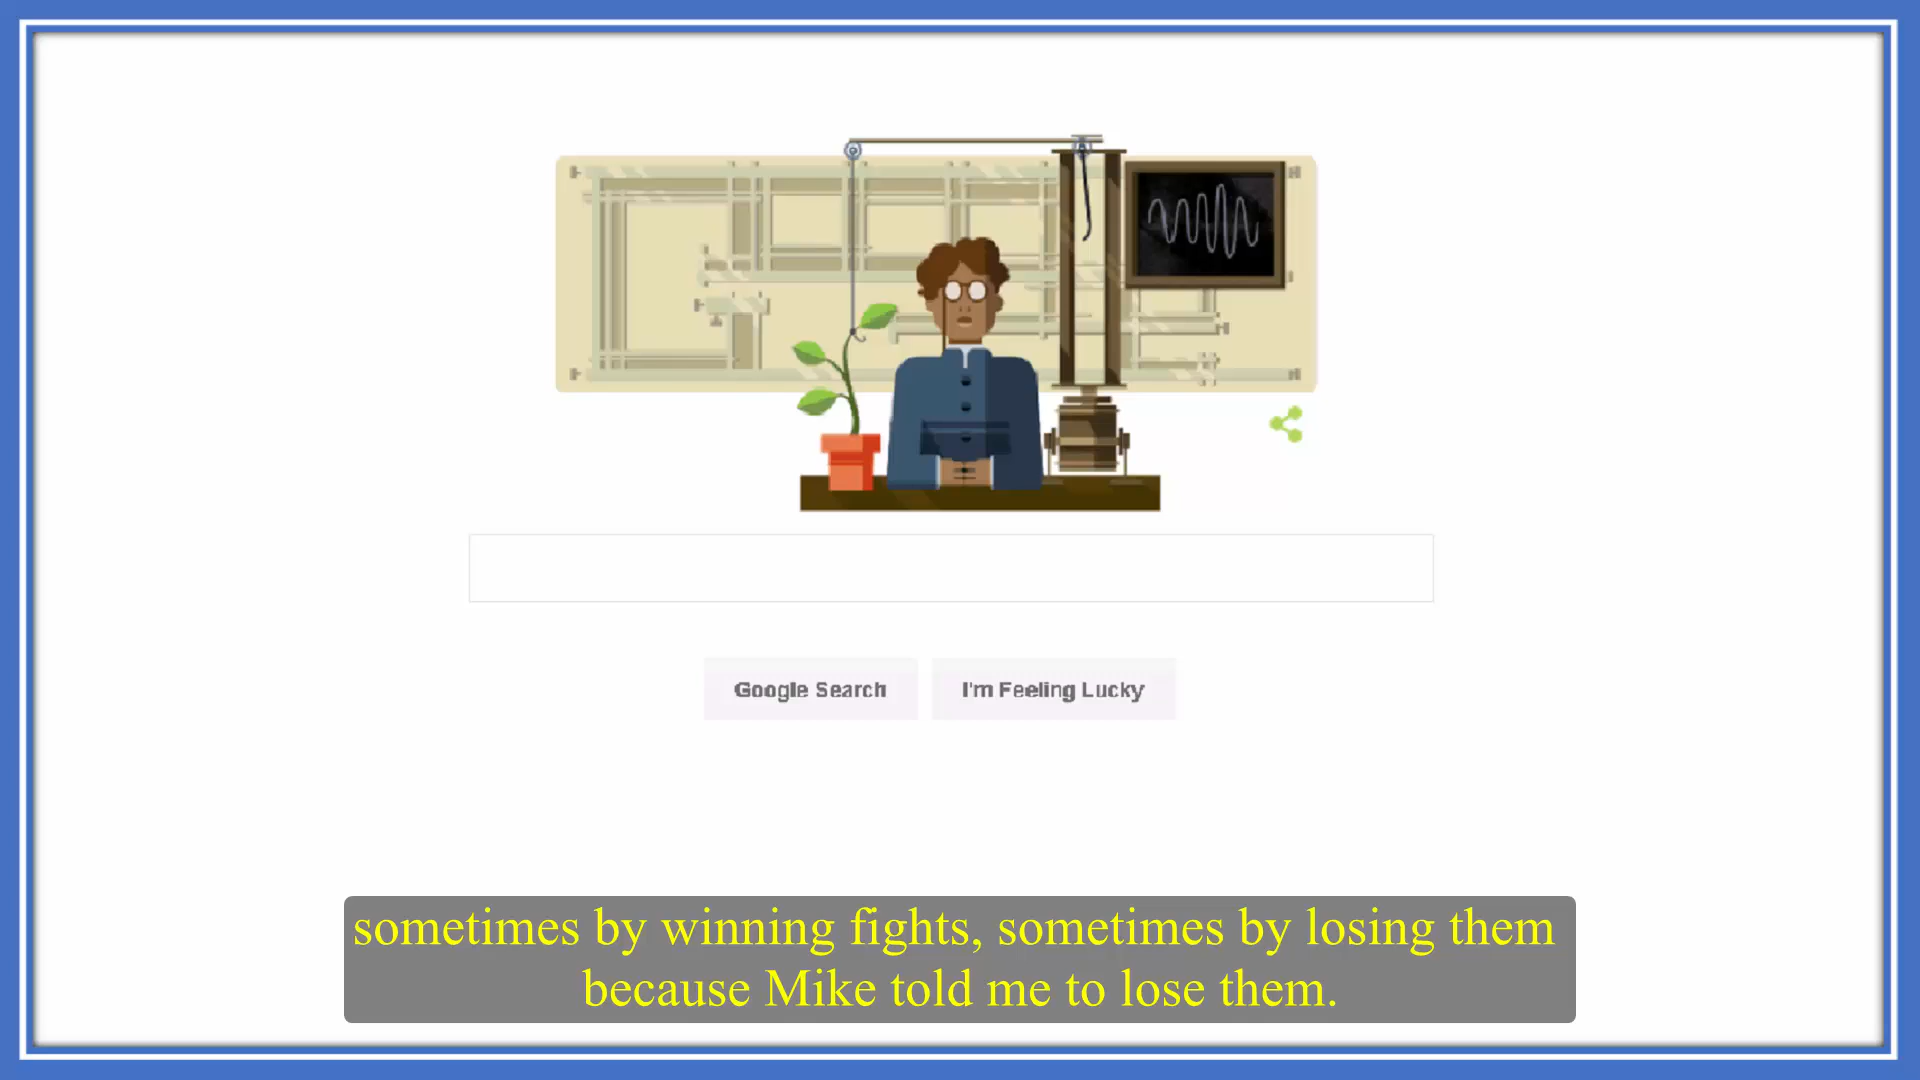 Google Search
I'm Feeling Lucky
sometimes by winning fights, sometimes by losing them
because Mike told me to lose them.